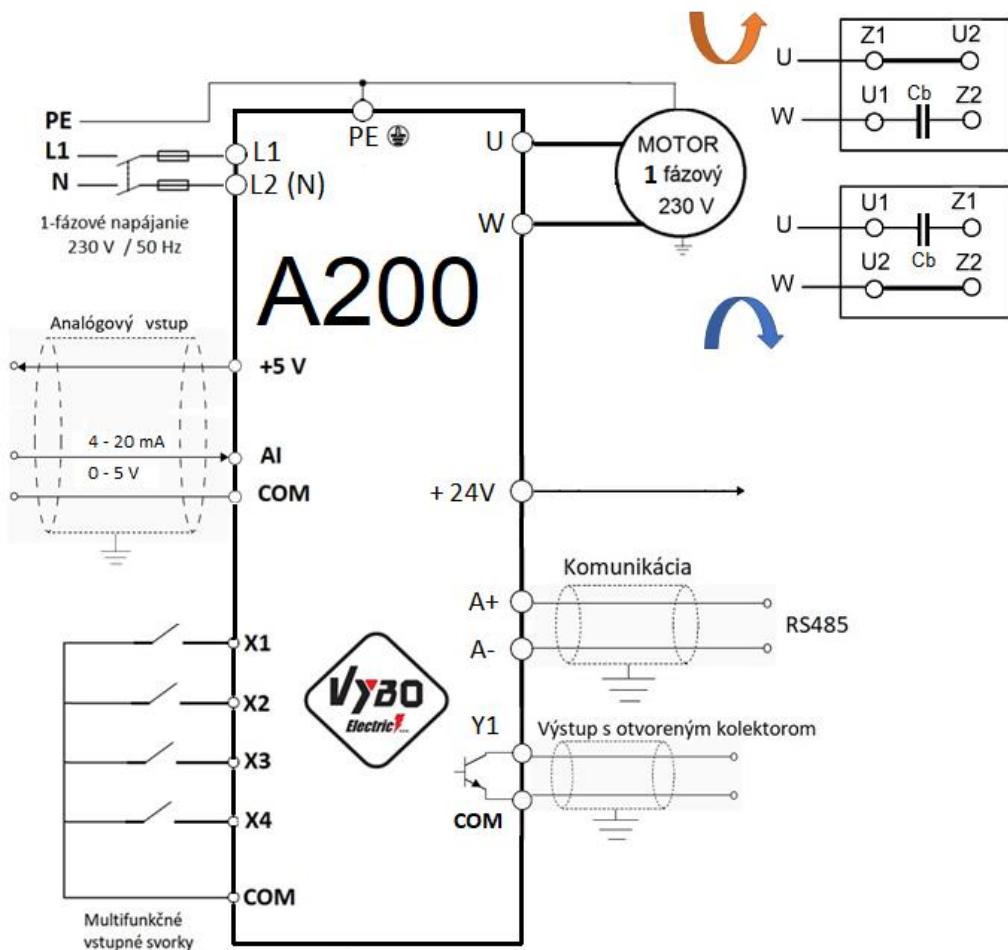 Z1 U2
U
U1 Cb Z2
W
U1 Z1
U
Cb
U2 Z2
W
PE
PE
L1
L1
N
L2 (N)
1-fázové napájanie
230 V / 50 Hz
U
W
MOTOR
1 fázový
230 V
A200
Analógový vstup
+5 V
4 - 20 mA
AI
0 - 5 V
COM
+ 24V
Komunikácia
A+
A-
RS485
X1
X2
X3
X4
COM
VYBO
Electric
Y1
Výstup s otvoreným kolektorom
COM
Multifunkčné
vstupné svorky